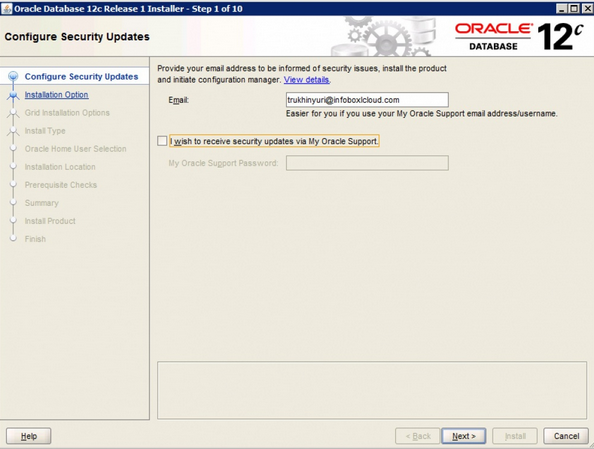 Oracle Database 12c Release 1 Installer - Step 1 of 10
Configure Security Updates
ORACLE
DATABASE
12c
Configure Security Updates
Installation Option
Grid Installation Options
Install Type
Oracle Home User Selection
Installation Location
Prerequisite Checks
Summary
Install Product
Finish
Provide your email address to be informed of security issues, install the product
and initiate configuration manager. View details.
Email:
trukhinyuri@infoboxlcloud.com
Easier for you if you use your My Oracle Support email address/username.
I wish to receive security updates via My Oracle Support.
My Oracle Support Password:
Help
< Back
Next >
Install
Cancel